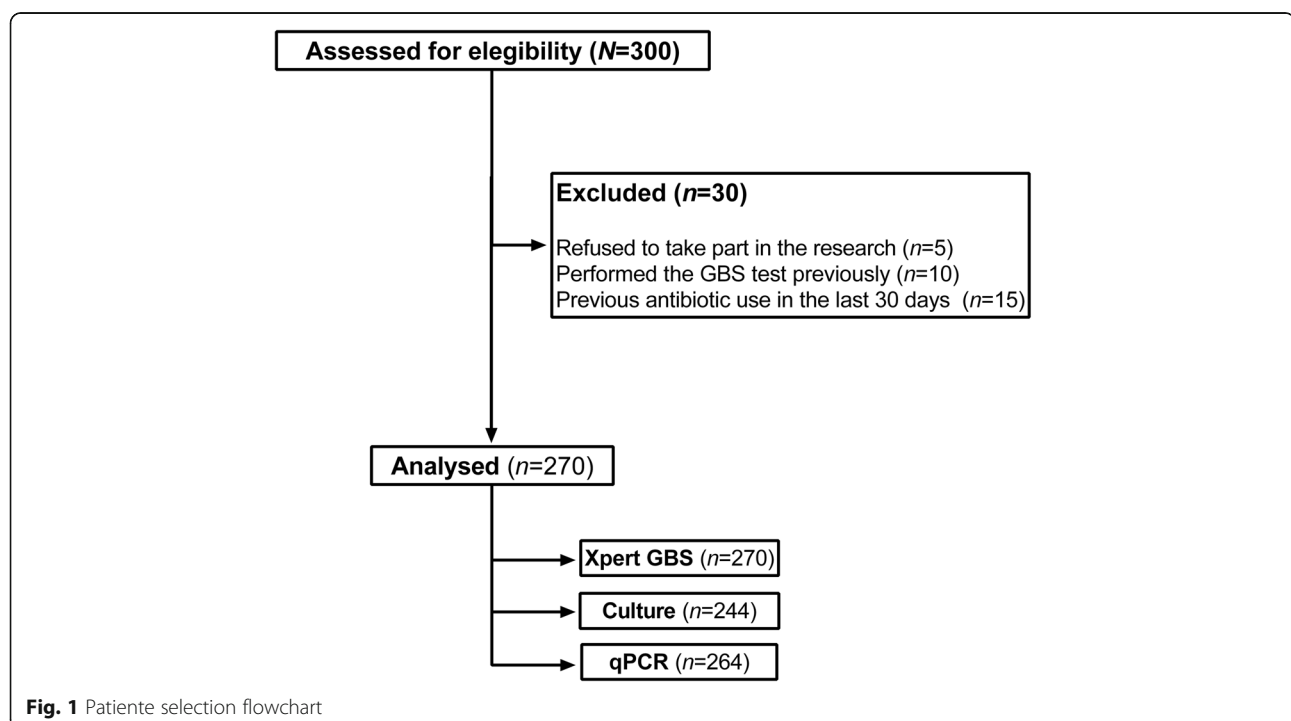 Assessed for elegibility (N=300)
Excluded (n=30)
Refused to take part in the research (n=5)
Performed the GBS test previously (n=10)
Previous antibiotic use in the last 30 days (n=15)
Analysed (n=270)
Xpert GBS (n=270)
Culture (n=244)
qPCR (n=264)
Fig. 1 Patiente selection flowchart